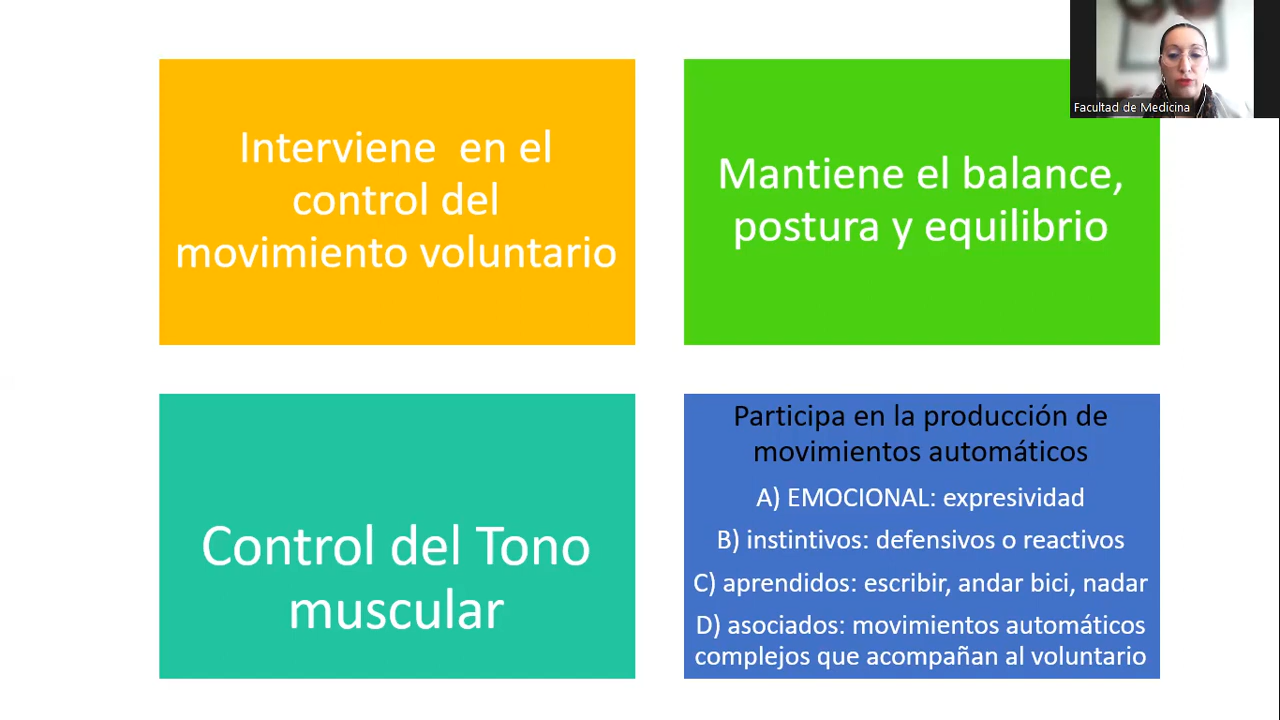 Interviene  en el
control del
movimiento voluntario
Mantiene el balance,
postura y equilibrio
Facultad de Medicina
Control del Tono
muscular
Participa en la producción de
movimientos automáticos
A) EMOCIONAL: expresividad
B) instintivos: defensivos o reactivos
C) aprendidos: escribir, andar bici, nadar
D) asociados: movimientos automáticos
complejos que acompañan al voluntario